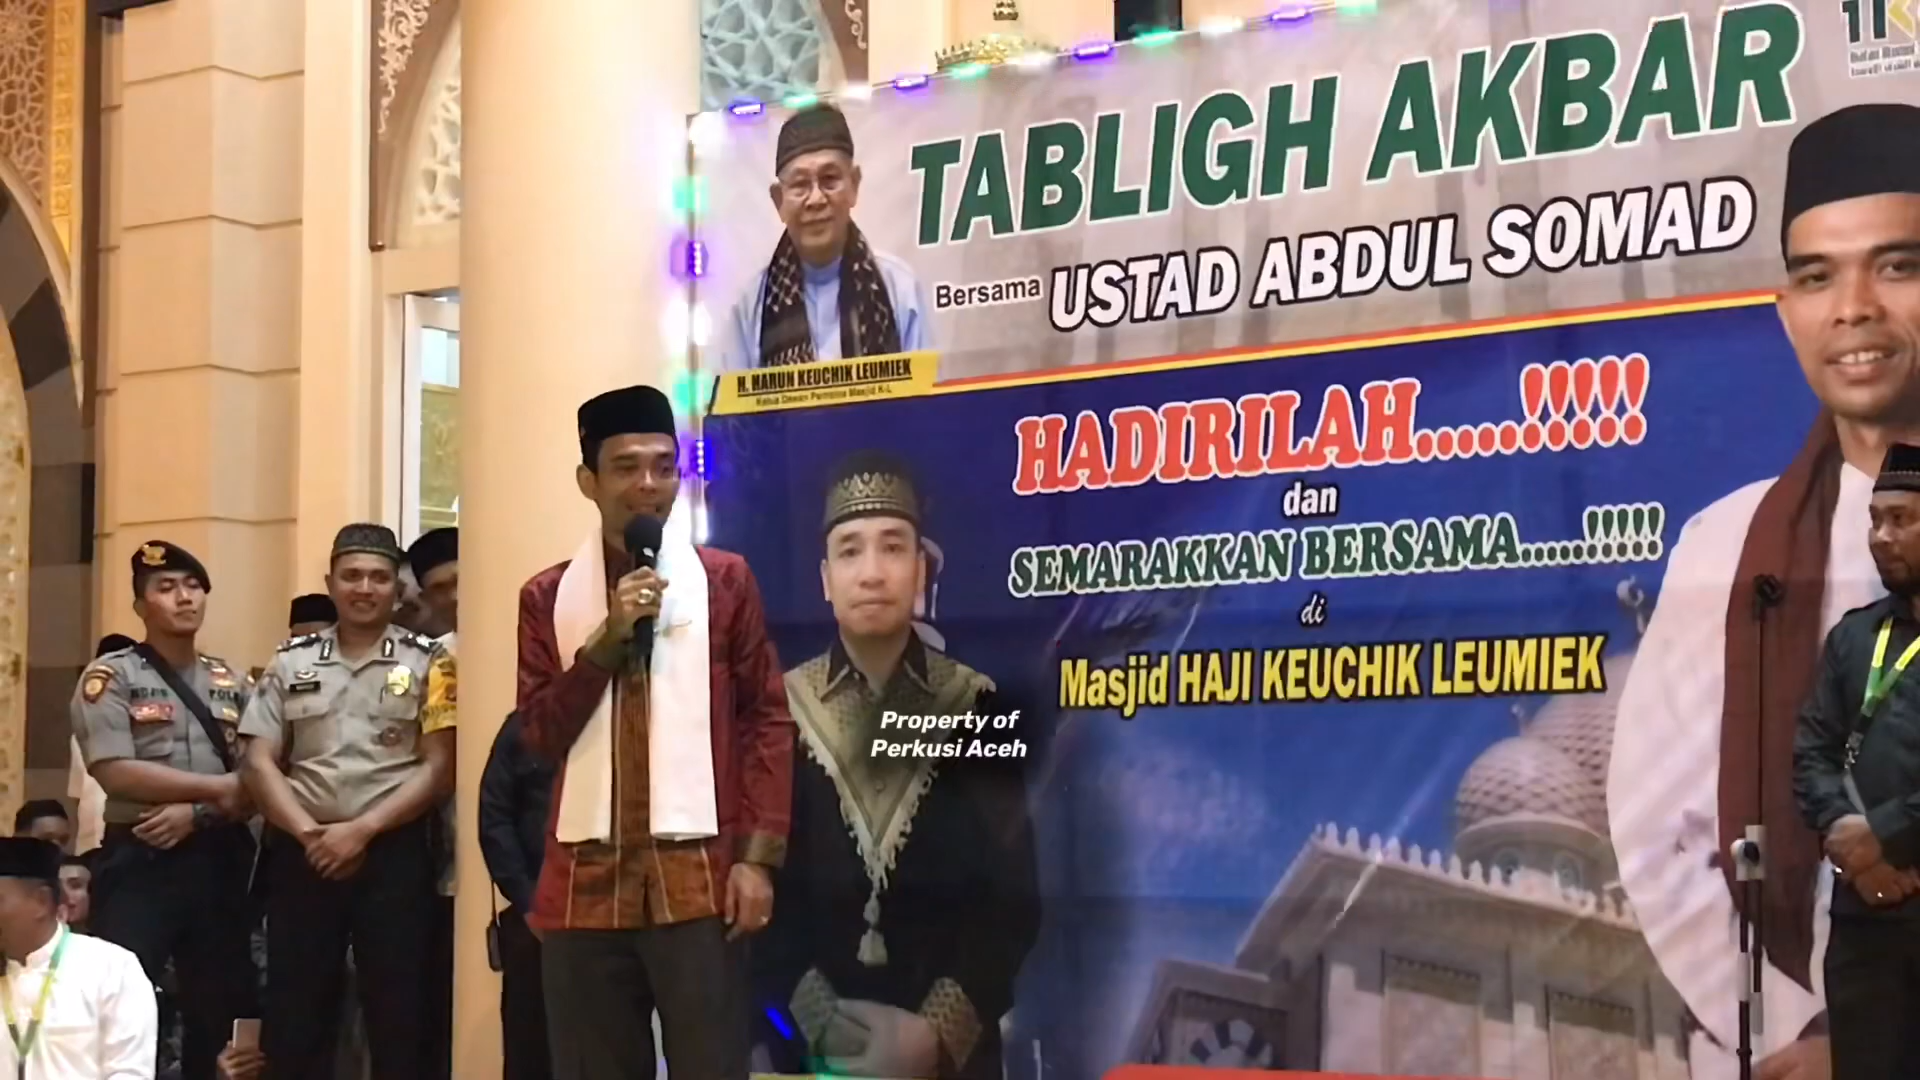 TABLIGH AKBAR
Bersama USTAD ABDUL SOMAD
H. HARUN KEUCHIK LEUMIEK
HADIRILAH......!!!!!
dan
SEMARAKKAN BERSAMA......!!!!!
di
Masjid HAJI KEUCHIK LEUMIEK
Property of
Perkusi Aceh